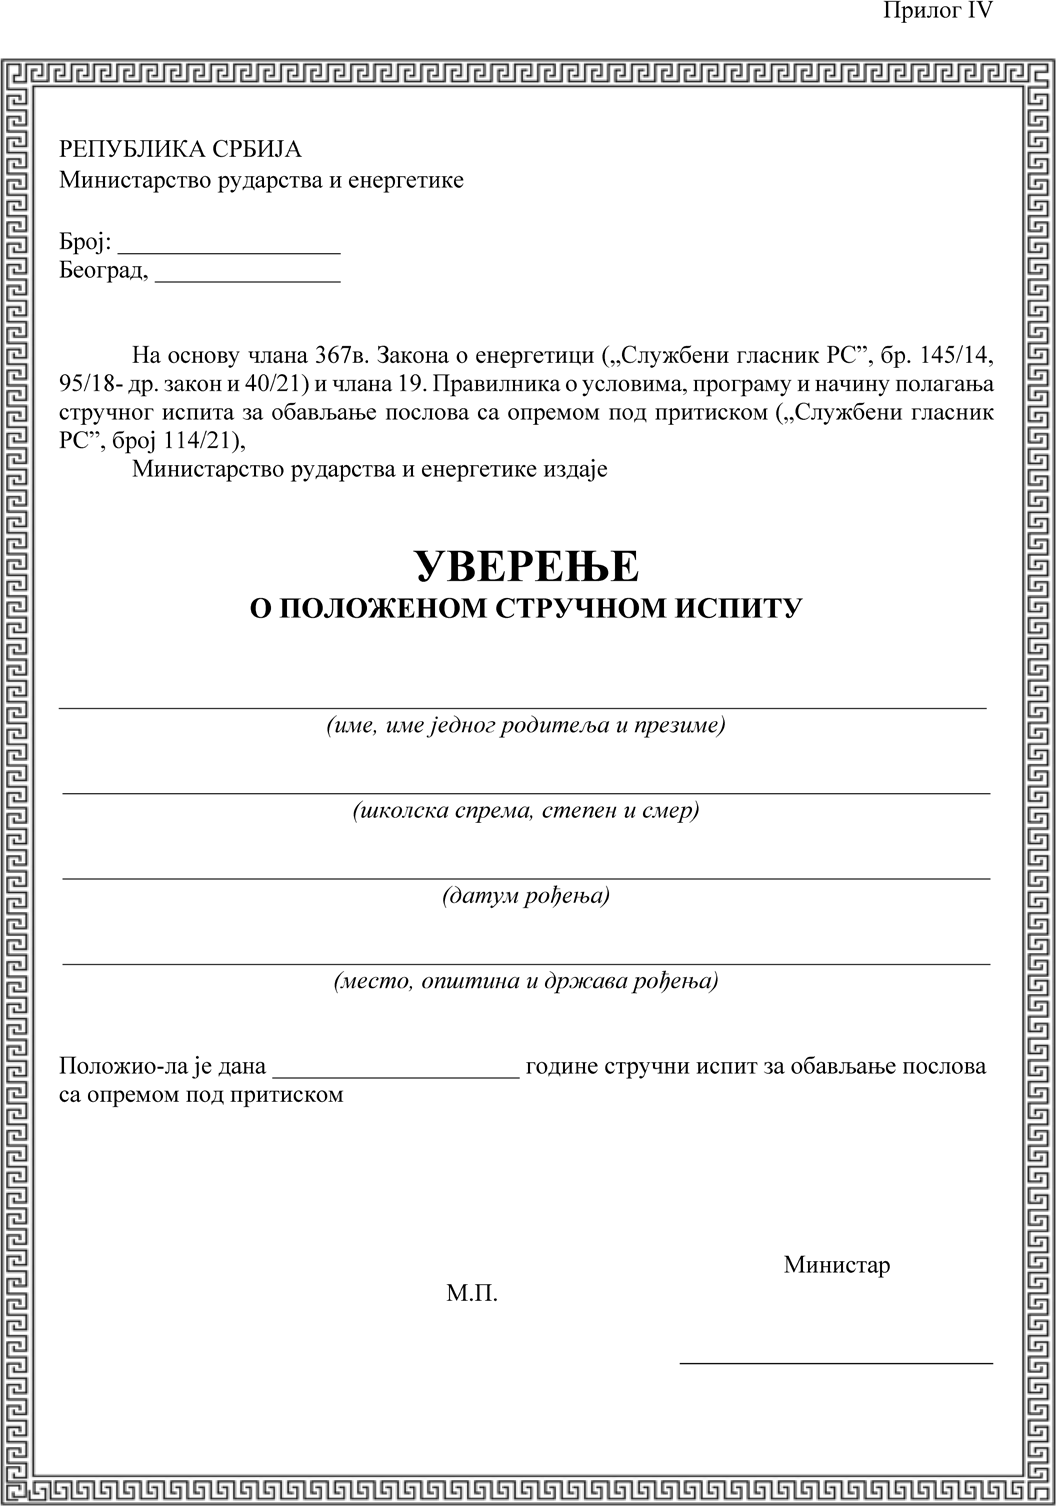 Прилог IV
РЕПУБЛИКА СРБИЈА
Министарство рударства и енергетике
Број: __________________
Београд, _______________
На основу члана 367в. Закона о енергетици („Службени гласник РС”, бр. 145/14,
95/18- др. закон и 40/21) и члана 19. Правилника о условима, програму и начину полагања
стручног испита за обављање послова са опремом под притиском („Службени гласник
РС”, број 114/21),
Министарство рударства и енергетике издаје
УВЕРЕЊЕ
О ПОЛОЖЕНОМ СТРУЧНОМ ИСПИТУ
(име, име једног родитеља и презиме)
(школска спрема, степен и смер)
(датум рођења)
(место, општина и држава рођења)
Положио-ла је дана ____________________ године стручни испит за обављање послова
са опремом под притиском
Министар
М.П.